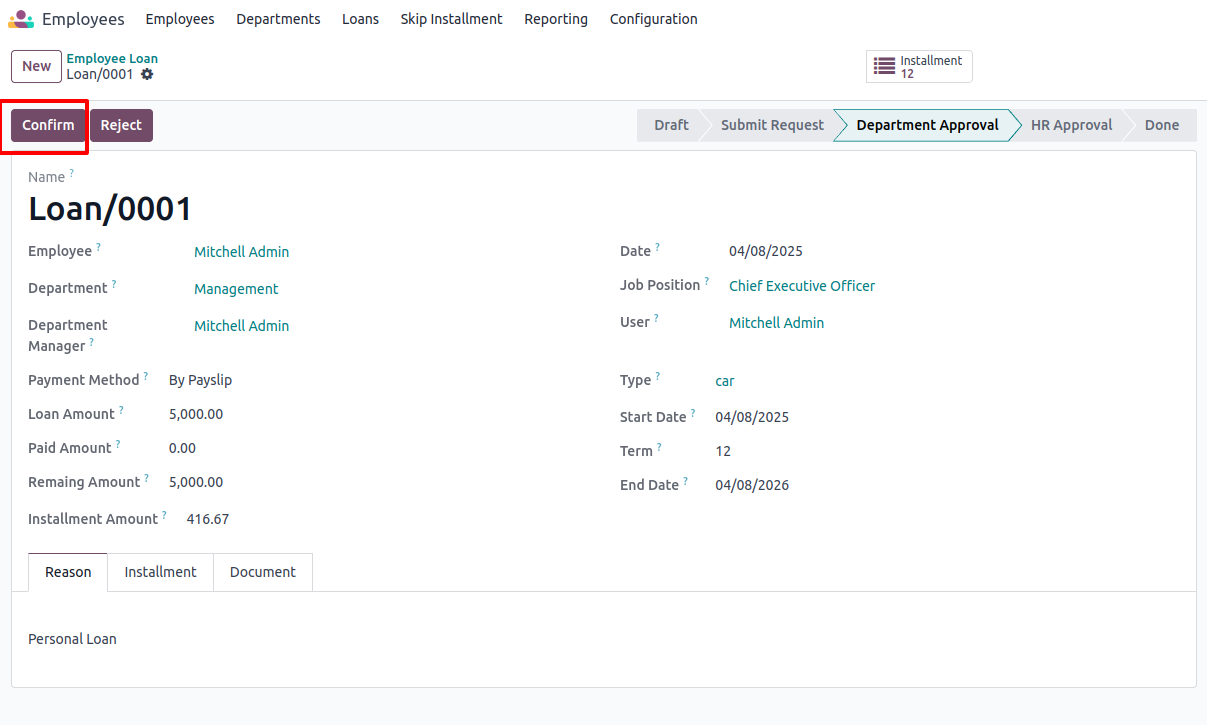 Employees Employees Departments Loans Skip Installment Reporting Configuration
New Employee Loan
Loan/0001
Installment
12
Confirm Reject Draft Submit Request Department Approval HR Approval Done
Name ?
Loan/0001
Employee ? Mitchell Admin Date ? 04/08/2025
Department ? Management Job Position ? Chief Executive Officer
Department
Manager ? Mitchell Admin User ? Mitchell Admin
Payment Method ? By Payslip Type ? car
Loan Amount ? 5,000.00 Start Date ? 04/08/2025
Paid Amount ? 0.00 Term ? 12
Remaing Amount ? 5,000.00 End Date ? 04/08/2026
Installment Amount ? 416.67
Reason Installment Document
Personal Loan